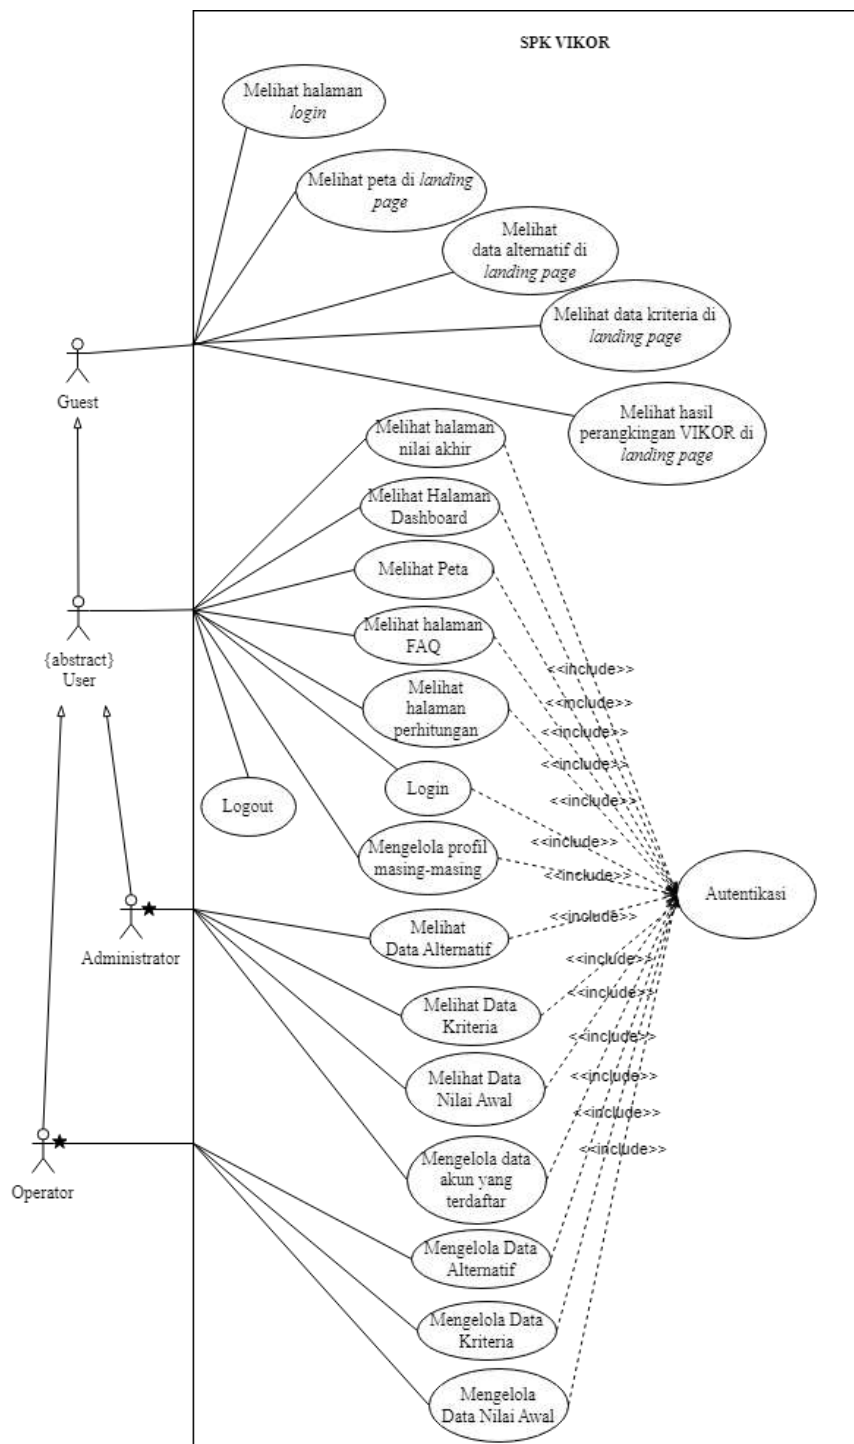 SPK VIKOR
Melihat halaman
login
Melihat peta di landing
page
Melihat
data alternatif di
landing page
Melihat data kriteria di
landing page
Guest
Melihat hasil
perangkingan VIKOR di
landing page
Melihat halaman
nilai akhir
Melihat Halaman
Dashboard
Melihat Peta
Melihat halaman
FAQ
{abstract}
User
<<include>>
Melihat
halaman
perhitungan
<<include>>
<<include>>
<<include>>
Login
Logout
<<include>>
<<include>>
Mengelola profil
masing-masing
<<include>>
Autentikasi
<<include>>
Melihat
Data Alternatif
Administrator
<<include>>
<<include>>
Melihat Data
Kriteria
<<include>>
<<include>>
Melihat Data
Nilai Awal
<<include>>
<<include>>
Mengelola data
akun yang
terdaftar
Operator
Mengelola Data
Alternatif
Mengelola Data
Kriteria
Mengelola
Data Nilai Awal